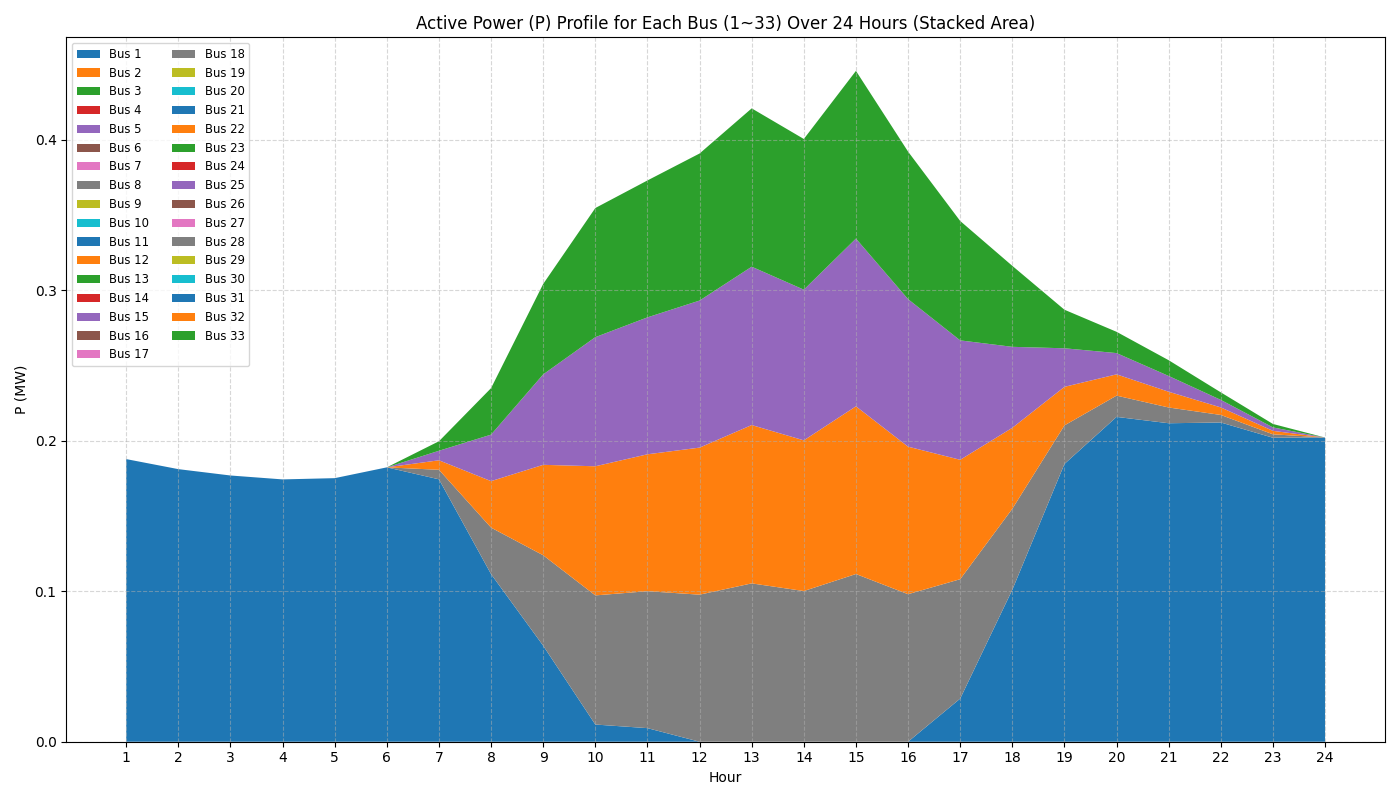 Active Power (P) Profile for Each Bus (1~33) Over 24 Hours (Stacked Area)
Bus 1 Bus 18
Bus 2 Bus 19
Bus 3 Bus 20
Bus 4 Bus 21
Bus 5 Bus 22
Bus 6 Bus 23
Bus 7 Bus 24
Bus 8 Bus 25
Bus 9 Bus 26
Bus 10 Bus 27
Bus 11 Bus 28
Bus 12 Bus 29
Bus 13 Bus 30
Bus 14 Bus 31
Bus 15 Bus 32
Bus 16 Bus 33
Bus 17
P (MW)
0.4
0.3
0.2
0.1
0.0
1 2 3 4 5 6 7 8 9 10 11 12 13 14 15 16 17 18 19 20 21 22 23 24
Hour